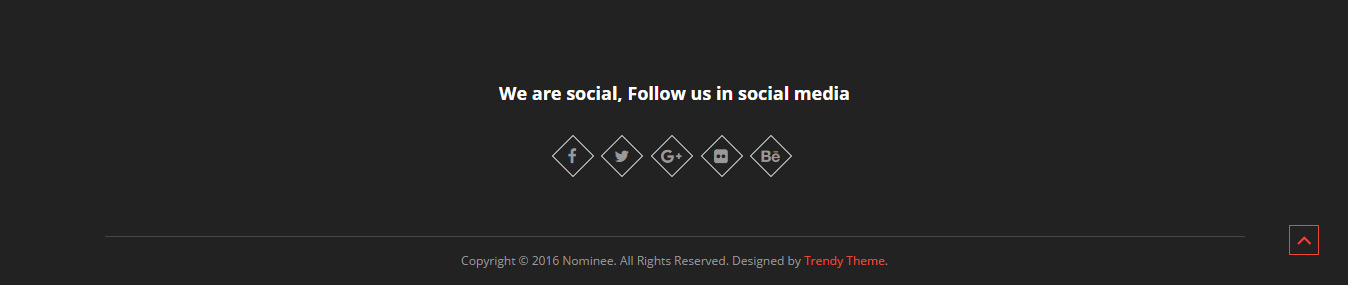 We are social, Follow us in social media
f G+ Bē
Copyright © 2016 Nominee. All Rights Reserved. Designed by Trendy Theme.